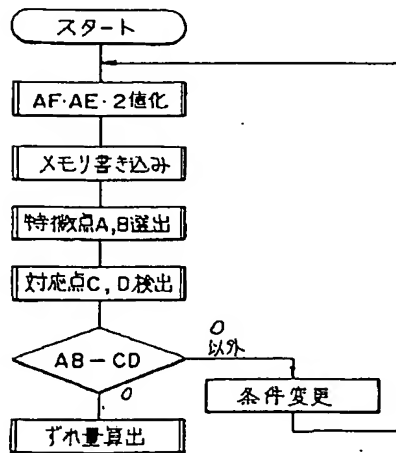 スタート
AF・AE・2値化
メモリ書き込み
特徴点A,B選出
対応点C,D検出
AB－CD
0
以外
0
条件変更
ずれ量算出